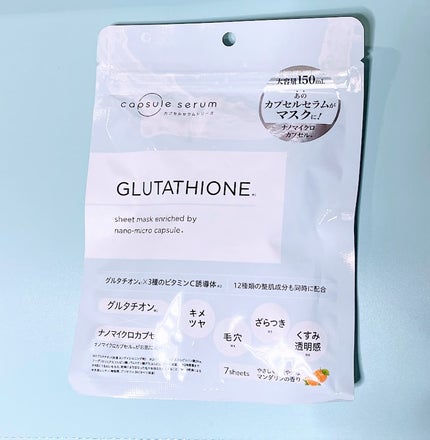 大容量150mL
あの
カプセルセラムが
マスクに!
ナノマイクロ
カプセル
capsule serum
カプセルセラムシリーズ
GLUTATHIONE
sheet mask enriched by
nano-micro capsule
グルタチオン×3種のビタミンC誘導体
12種類の整肌成分も同時に配合
グルタチオン
キメ
ツヤ
ナノマイクロカプセ
毛穴
ざらつき
くすみ
透明感
7sheets
マンダリンの香り